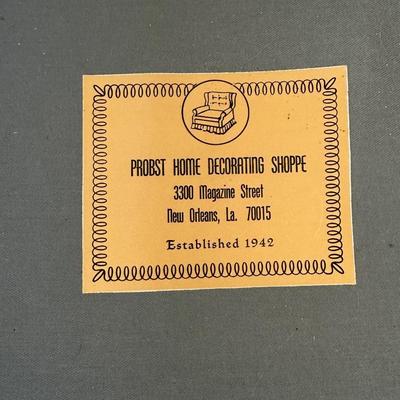 PROBST HOME DECORATING SHOPPE
3300 Magazine Street
New Orleans, La. 70015
Established 1942